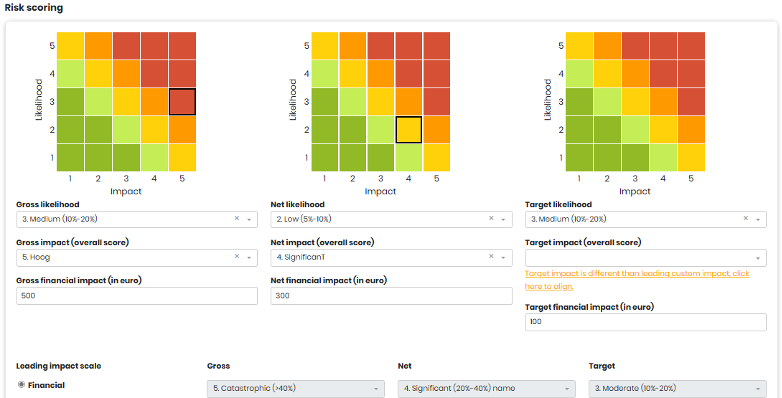 Risk scoring
5
4
3
2
1
Likelihood
1 2 3 4 5
Impact
5
4
3
2
1
Likelihood
1 2 3 4 5
Impact
5
4
3
2
1
Likelihood
1 2 3 4 5
Impact
Gross likelihood
3. Medium (10%-20%)
Gross impact (overall score)
5. Hoog
Gross financial impact (in euro)
500
Net likelihood
2. Low (5%-10%)
Net impact (overall score)
4. SignificanT
Net financial impact (in euro)
300
Target likelihood
3. Medium (10%-20%)
Target impact (overall score)
Target impact is different than leading custom impact, click
here to align.
Target financial impact (in euro)
100
Leading impact scale Gross Net Target
Financial 5. Catastrophic (>40%) 4. Significant (20%-40%) namo 3. Moderate (10%-20%)